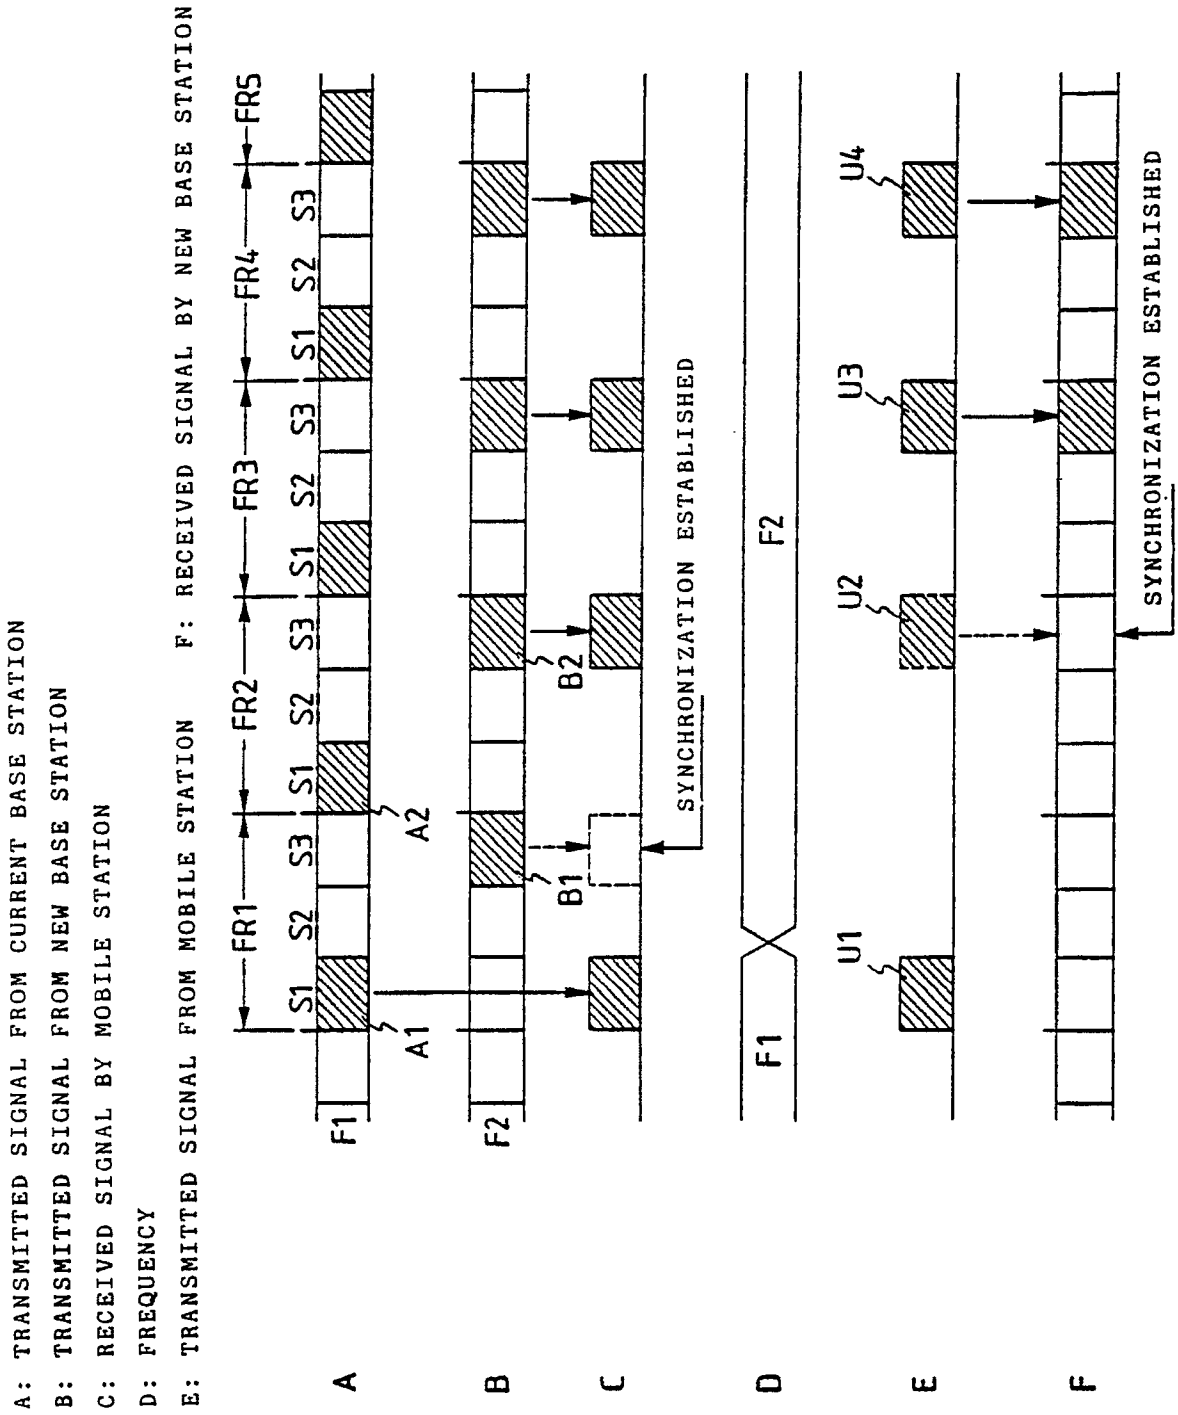 A: TRANSMITTED SIGNAL FROM CURRENT BASE STATION
B: TRANSMITTED SIGNAL FROM NEW BASE STATION
C: RECEIVED SIGNAL BY MOBILE STATION
D: FREQUENCY
E: TRANSMITTED SIGNAL FROM MOBILE STATION F: RECEIVED SIGNAL BY NEW BASE STATION
FR1 FR2 FR3 FR4 FR5
S1 S2 S3 S1 S2 S3 S1 S2 S3 S1 S2 S3
A F1
A1 A2
B F2
B1 B2
C
SYNCHRONIZATION ESTABLISHED
D F1 F2
U1 U2 U3 U4
E
F
SYNCHRONIZATION ESTABLISHED